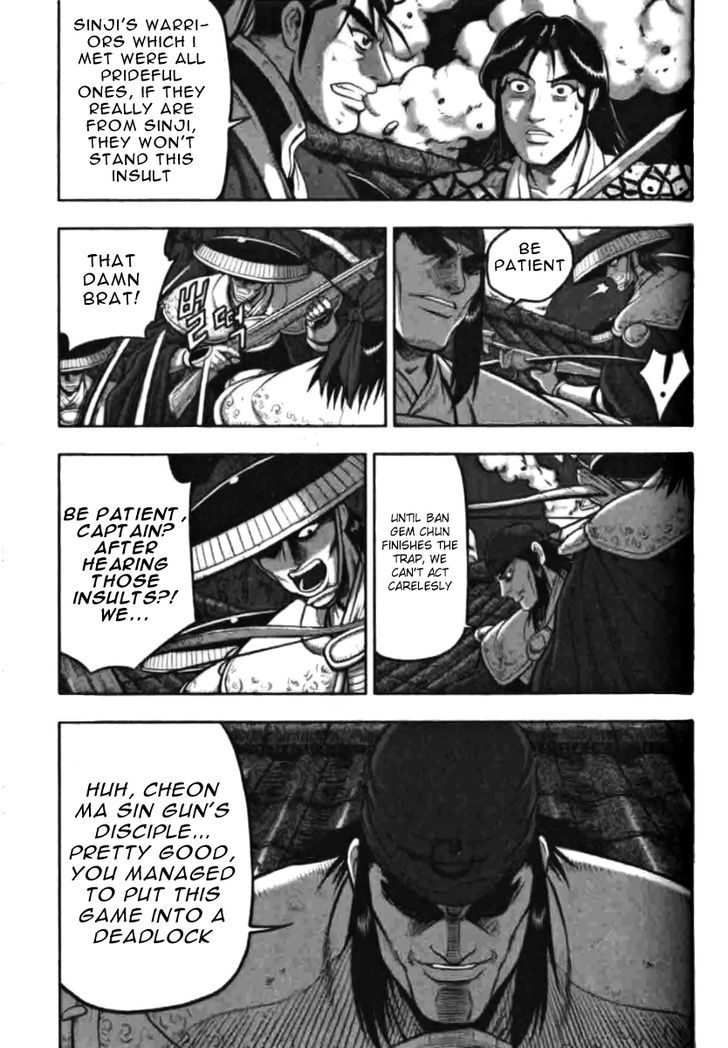 SINJI'S WARRI-
ORS WHICH I
MET WERE ALL
PRIDEFUL
ONES, IF THEY
REALLY ARE
FROM SINJI,
THEY WON'T
STAND THIS
INSULT
THAT
DAMN
BRAT!
벌떡
BE
PATIENT
!
BE PATIENT,
CAPTAIN?
AFTER
HEARING
THOSE
INSULTS?!
WE...
UNTIL BAN
GEM CHUN
FINISHES THE
TRAP, WE
CAN'T ACT
CARELESLY
HUH, CHEON
MA SIN GUN'S
DISCIPLE...
PRETTY GOOD,
YOU MANAGED
TO PUT THIS
GAME INTO A
DEADLOCK